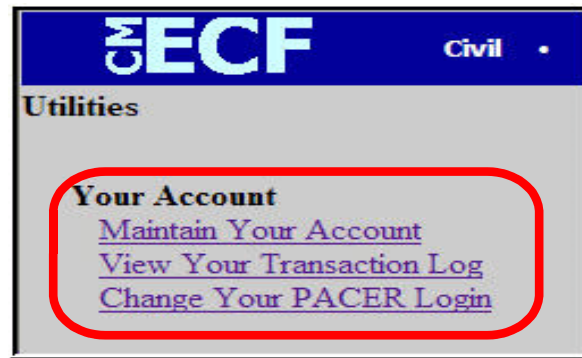 CM ECF Civil •
Utilities
Your Account
Maintain Your Account
View Your Transaction Log
Change Your PACER Login